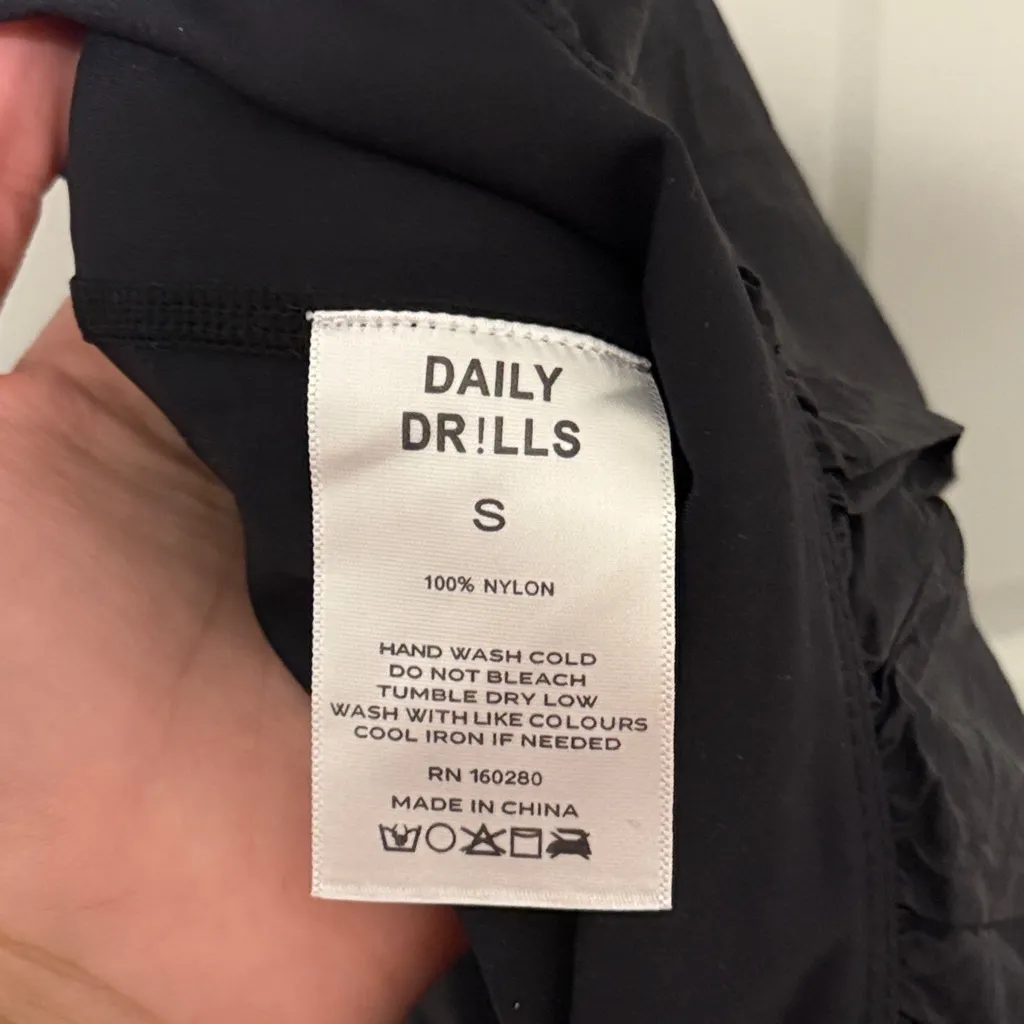 DAILY
DR!LLS
S
100% NYLON
HAND WASH COLD
DO NOT BLEACH
TUMBLE DRY LOW
WASH WITH LIKE COLOURS
COOL IRON IF NEEDED
RN 160280
MADE IN CHINA